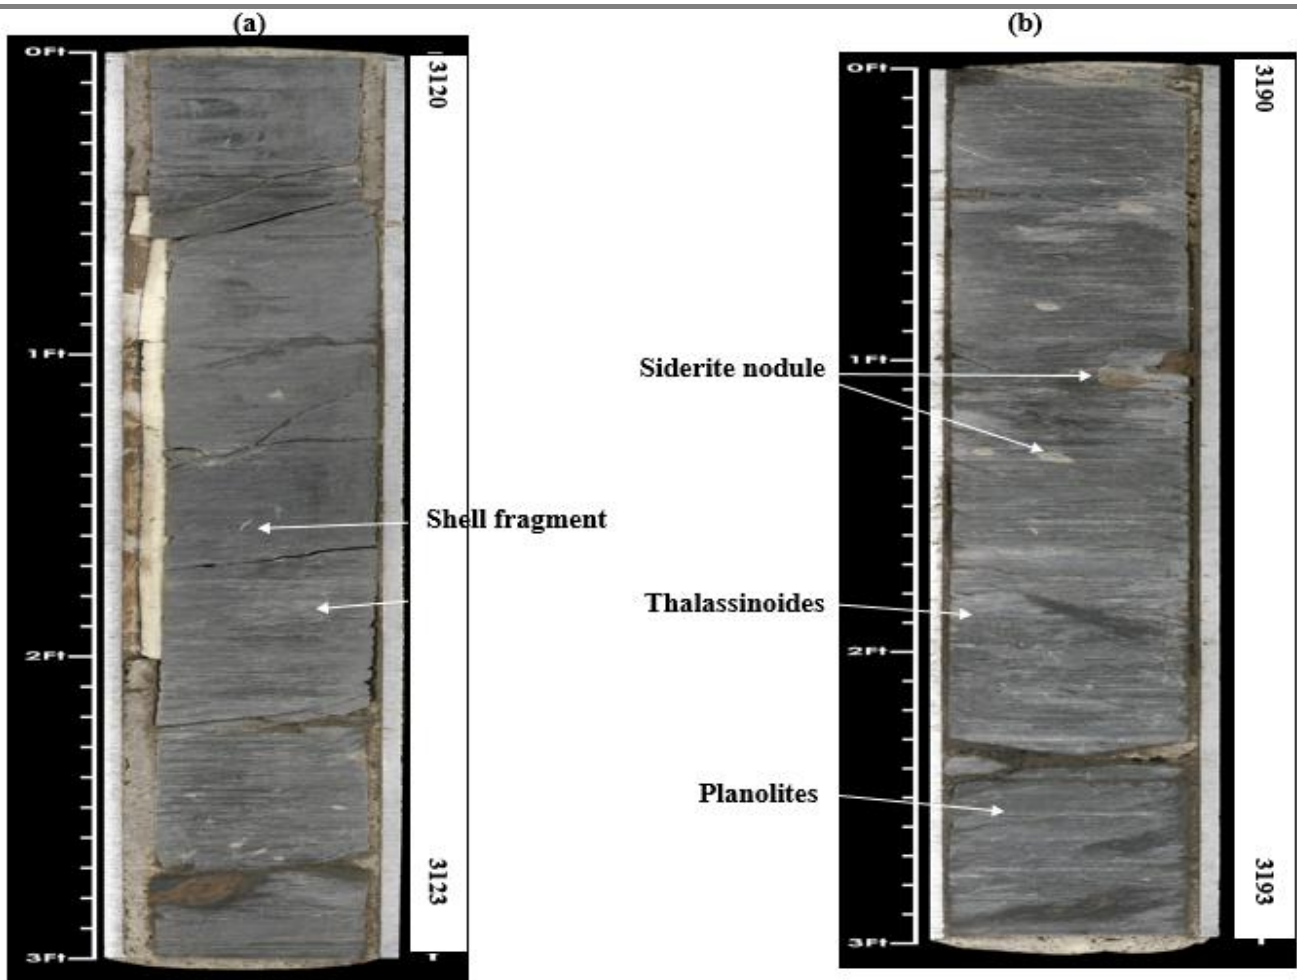 (a)
0Ft
1Ft
2Ft
3Ft
3120
3123
Shell fragment
(b)
0Ft
1Ft
2Ft
3Ft
3190
3193
Siderite nodule
Thalassinoides
Planolites